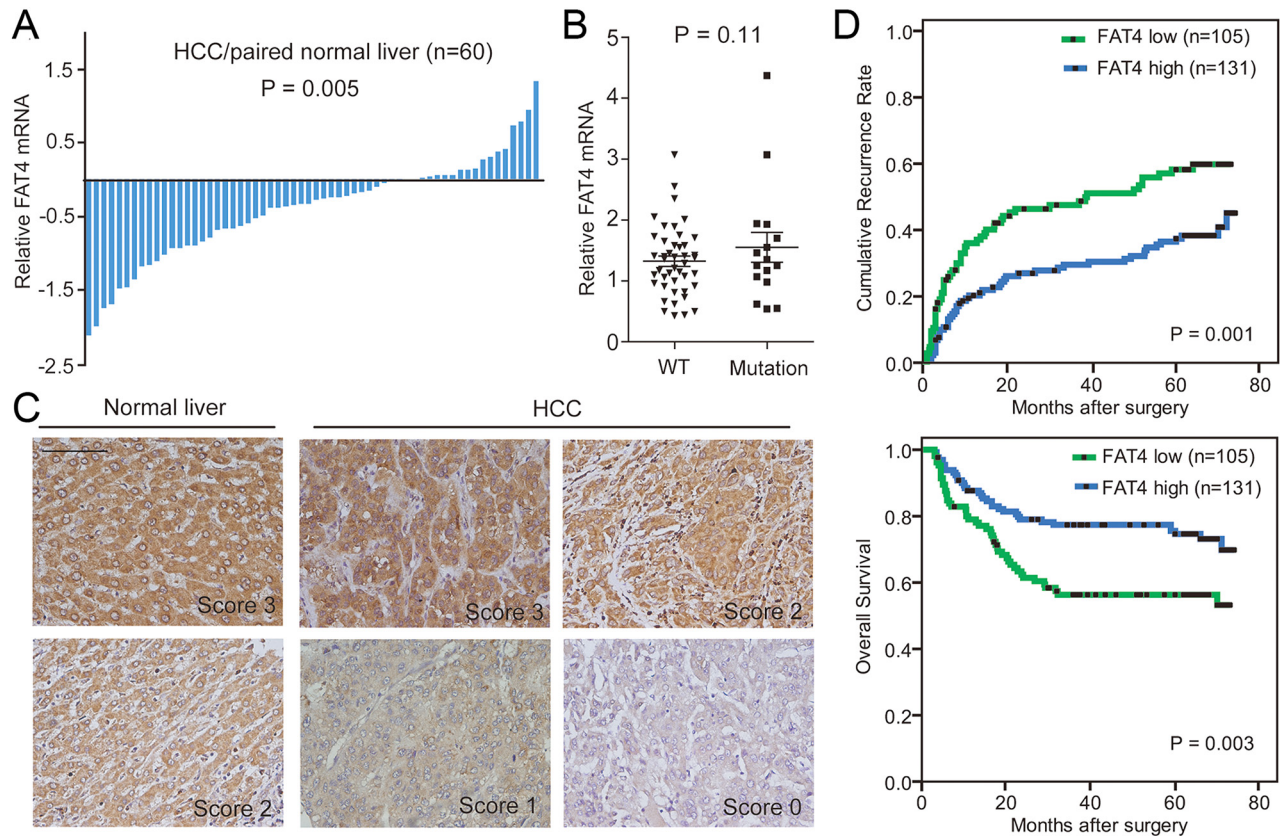 A
HCC/paired normal liver (n=60)
P = 0.005
Relative FAT4 mRNA
1.5
0.5
-0.5
-1.5
-2.5
B
P = 0.11
Relative FAT4 mRNA
5
4
3
2
1
0
WT
Mutation
C
Normal liver
HCC
Score 3
Score 3
Score 2
Score 2
Score 1
Score 0
D
FAT4 low (n=105)
FAT4 high (n=131)
Cumulative Recurrence Rate
1.0
0.8
0.6
0.4
0.2
0.0
P = 0.001
0
20
40
60
80
Months after surgery
FAT4 low (n=105)
FAT4 high (n=131)
Overall Survival
1.0
0.8
0.6
0.4
0.2
0.0
P = 0.003
0
20
40
60
80
Months after surgery